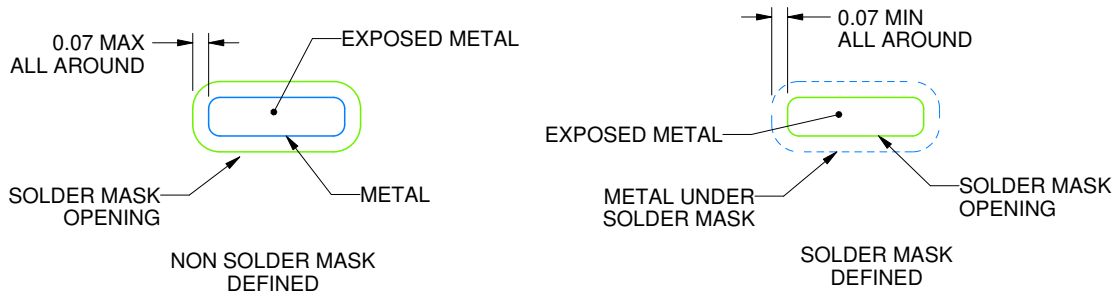 0.07 MAX
ALL AROUND
EXPOSED METAL
SOLDER MASK
OPENING
METAL
NON SOLDER MASK
DEFINED
0.07 MIN
ALL AROUND
EXPOSED METAL
METAL UNDER
SOLDER MASK
SOLDER MASK
OPENING
SOLDER MASK
DEFINED